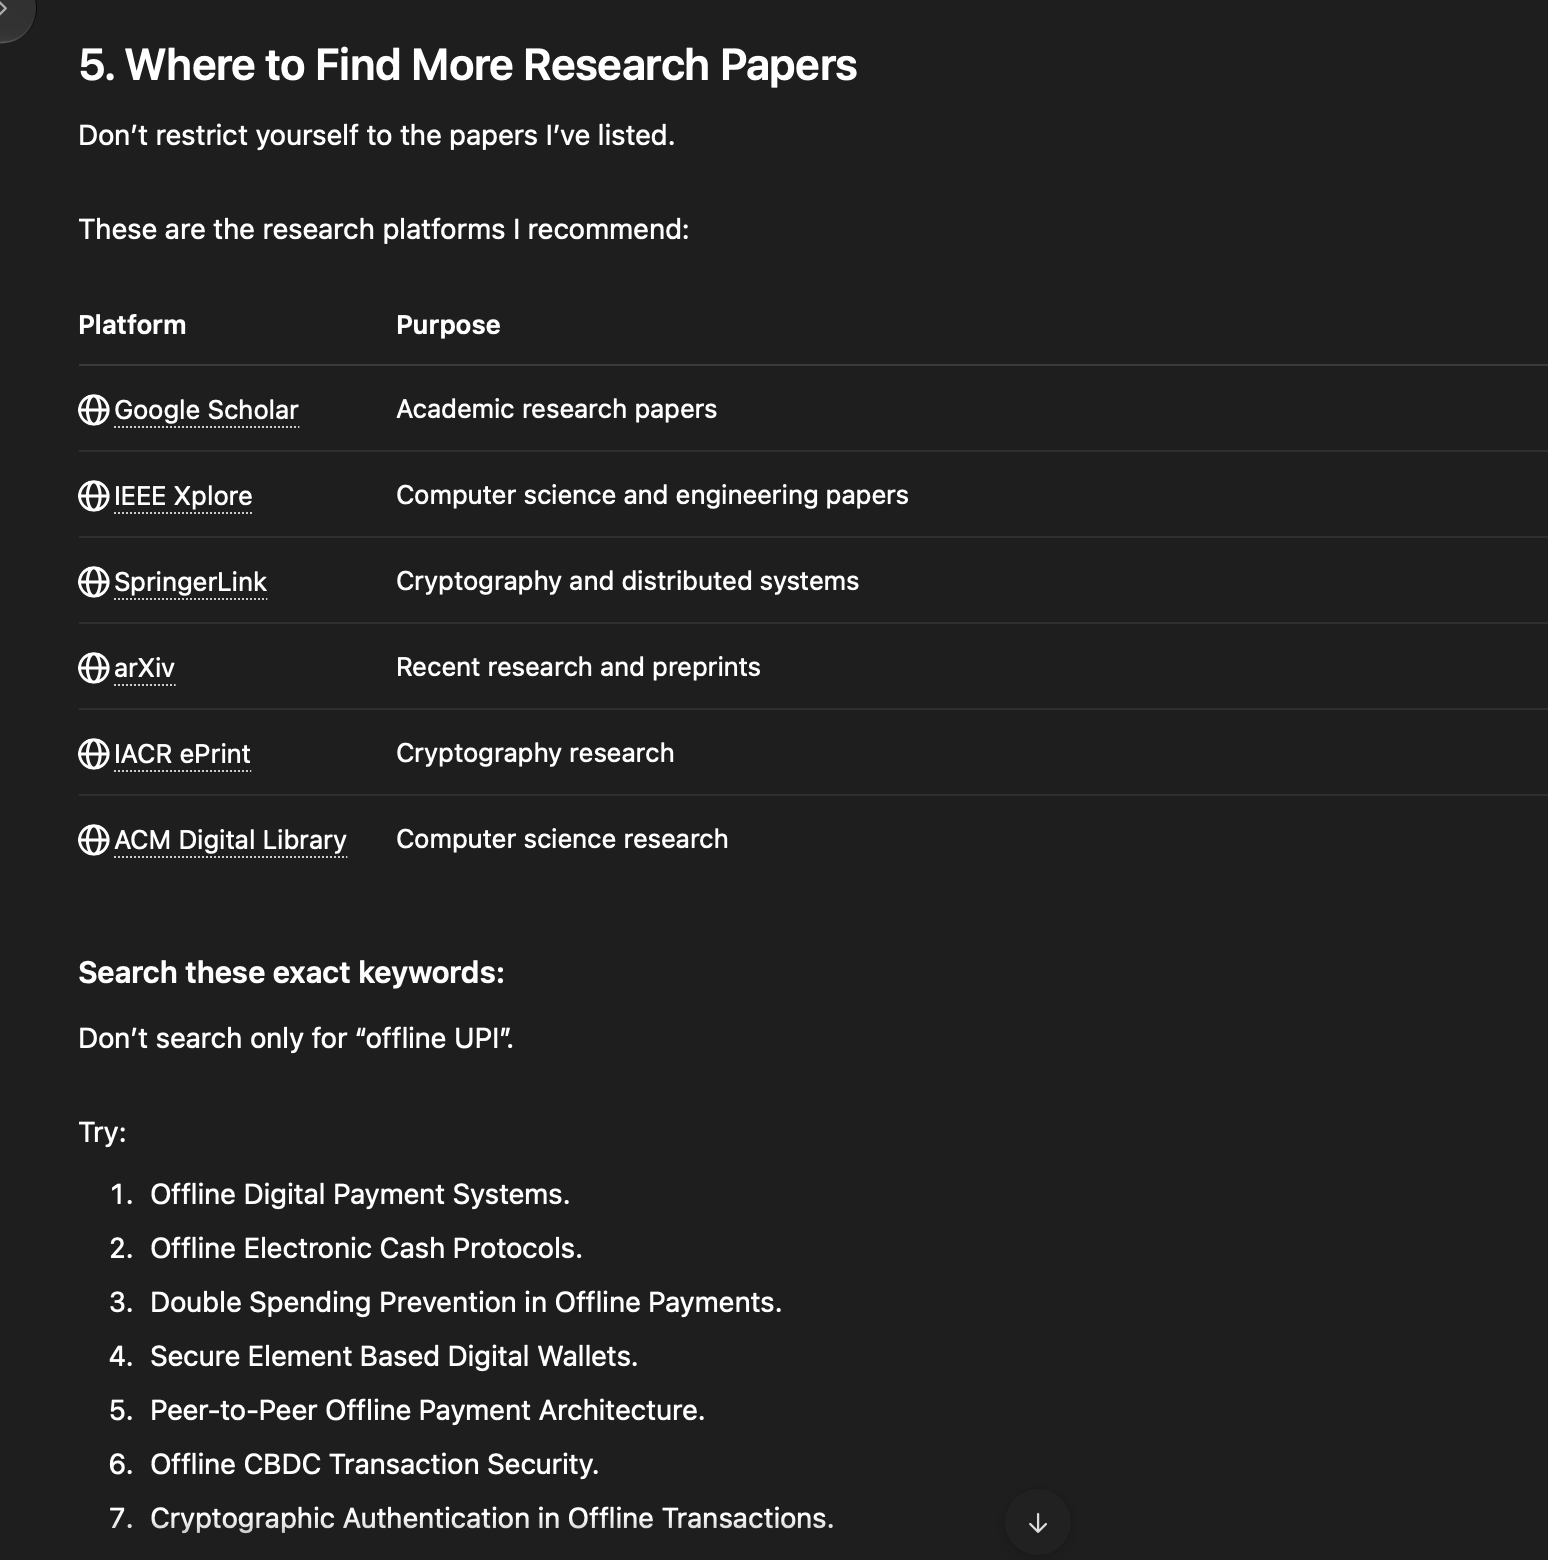 5. Where to Find More Research Papers
Don’t restrict yourself to the papers I’ve listed.
These are the research platforms I recommend:
Platform Purpose
Google Scholar Academic research papers
IEEE Xplore Computer science and engineering papers
SpringerLink Cryptography and distributed systems
arXiv Recent research and preprints
IACR ePrint Cryptography research
ACM Digital Library Computer science research
Search these exact keywords:
Don’t search only for “offline UPI”.
Try:
1. Offline Digital Payment Systems.
2. Offline Electronic Cash Protocols.
3. Double Spending Prevention in Offline Payments.
4. Secure Element Based Digital Wallets.
5. Peer-to-Peer Offline Payment Architecture.
6. Offline CBDC Transaction Security.
7. Cryptographic Authentication in Offline Transactions.